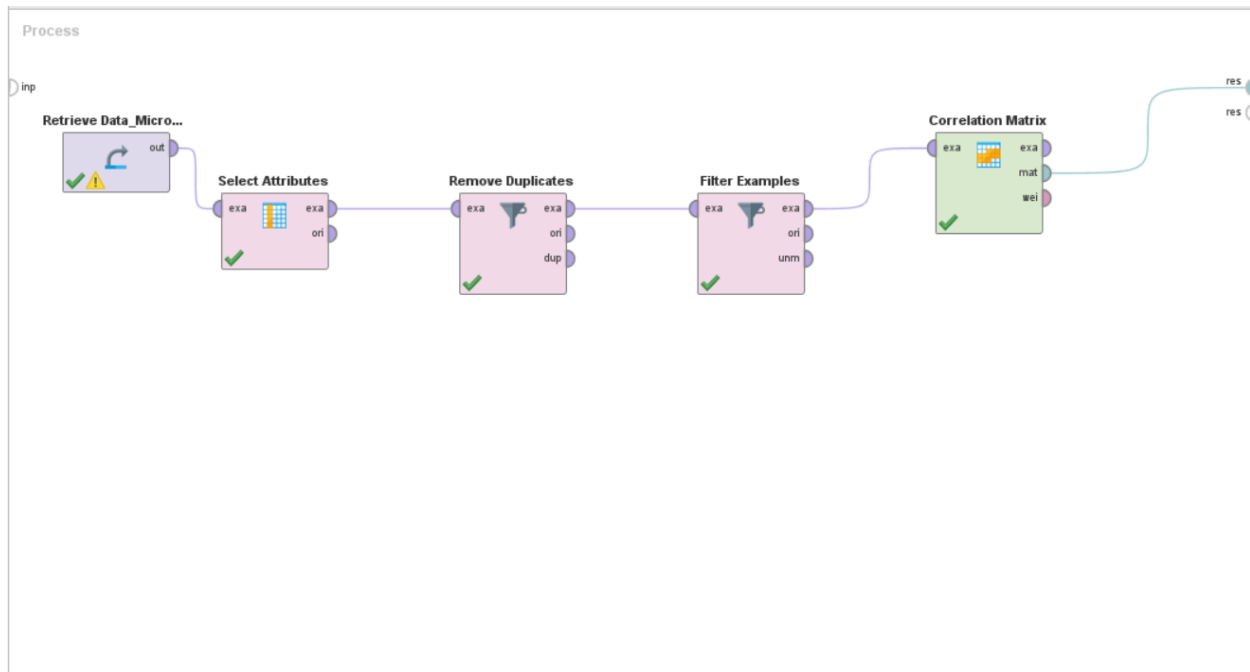 Process
inp
res
res
Retrieve Data_Micro...
out
Select Attributes
exa
exa
ori
Remove Duplicates
exa
exa
ori
dup
Filter Examples
exa
exa
ori
unm
Correlation Matrix
exa
exa
mat
wei